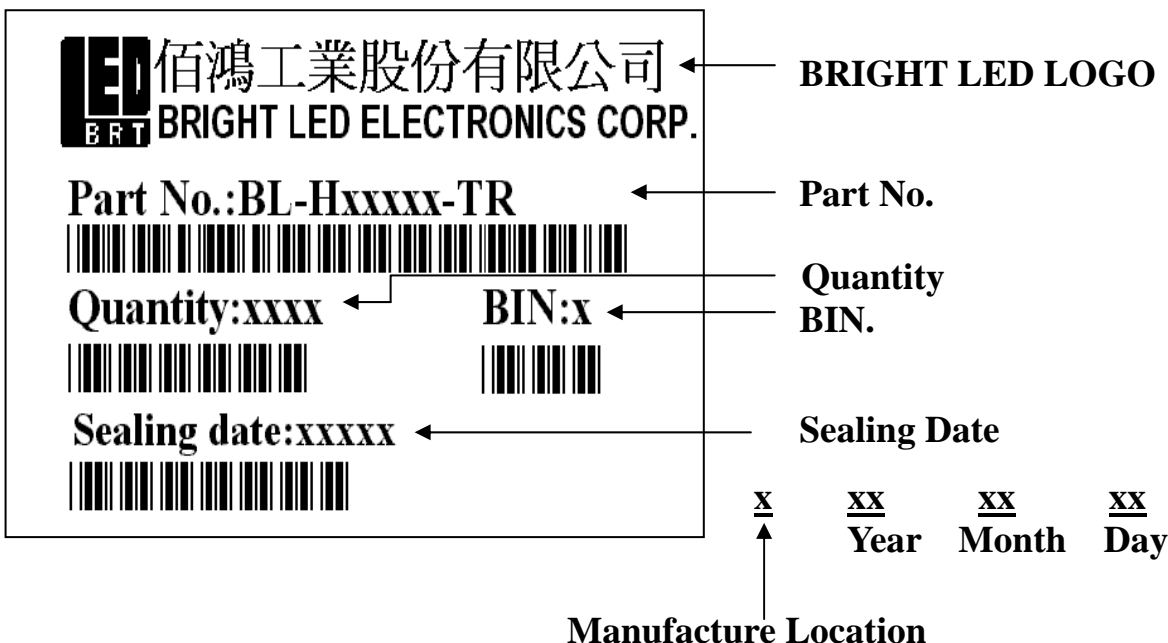 LED
BRT
佰鴻工業股份有限公司
BRIGHT LED ELECTRONICS CORP.
BRIGHT LED LOGO
Part No.:BL-Hxxxxx-TR
Part No.
Quantity:xxxx
BIN:x
Quantity
BIN.
Sealing date:xxxxx
Sealing Date
x xx xx xx
Year Month Day
Manufacture Location